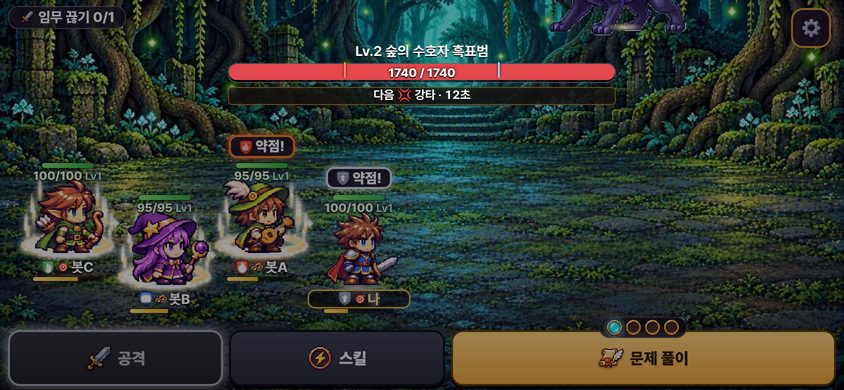 임무 끊기 0/1
Lv.2 숲의 수호자 흑표범
1740 / 1740
다음 강타 · 12초
약점!
약점!
100/100 Lv1
95/95 Lv1
95/95 Lv1
100/100 Lv1
봇C
봇B
봇A
나
공격
스킬
문제 풀이